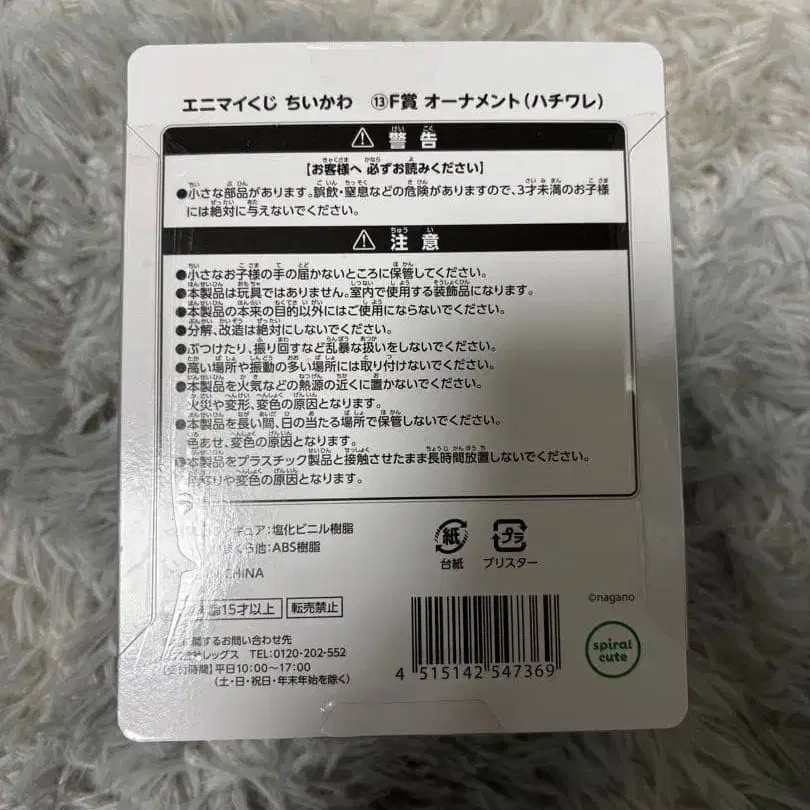 エニマイくじ ちいかわ ⑬F賞 オーナメント(ハチワレ)
⚠ 警告
【お客様へ 必ずお読みください】
●小さな部品があります。誤飲・窒息などの危険がありますので、3才未満のお子様
には絶対に与えないでください。
⚠ 注意
●小さなお子様の手の届かないところに保管してください。
●本製品は玩具ではありません。室内で使用する装飾品になります。
●本製品の本来の目的以外にはご使用にならないでください。
●分解、改造は絶対にしないでください。
●ぶつけたり、振り回すなど乱暴な扱いをしないでください。
●高い場所や振動の多い場所には取り付けないでください。
●本製品を火気などの熱源の近くに置かないでください。
火災や変形、変色の原因となります。
●本製品を長い間、日の当たる場所で保管しないでください。
色あせ、変色の原因となります。
●本製品をプラスチック製品と接触させたまま長時間放置しないでください。
色移りや変色の原因となります。
ギュア:塩化ビニル樹脂
くら他:ABS樹脂
CHINA
紙
台紙
プラ
ブリスター
©nagano
15才以上
転売禁止
関するお問い合わせ先
レッグス TEL:0120-202-552
【受付時間】平日10:00〜17:00
(土・日・祝日・年末年始を除く)
4 515142 547369
spiral
cute